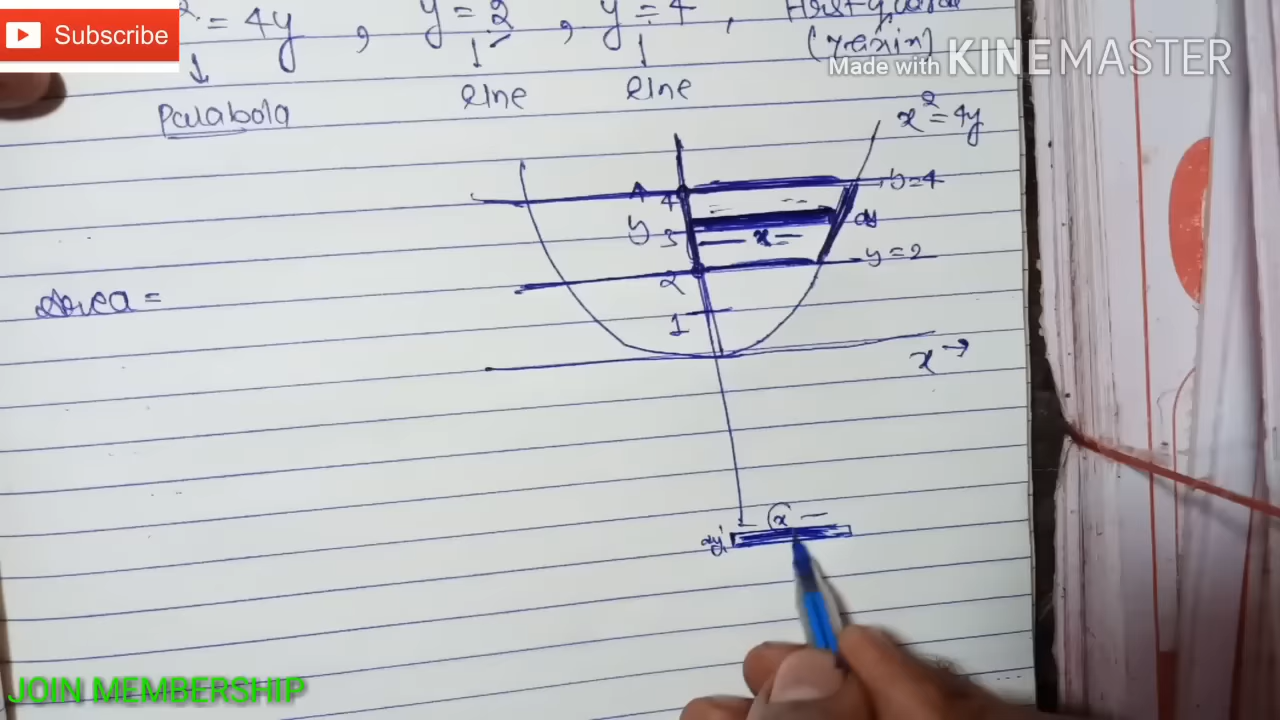 Subscribe
² = 4y , y = 2 , y = 4 ,
Made with KINEMASTER
Parabola
line
line
x² = 4y
4
y = 4
y
3
x
dy
y = 2
2
Area =
1
x →
x
dy
JOIN MEMBERSHIP